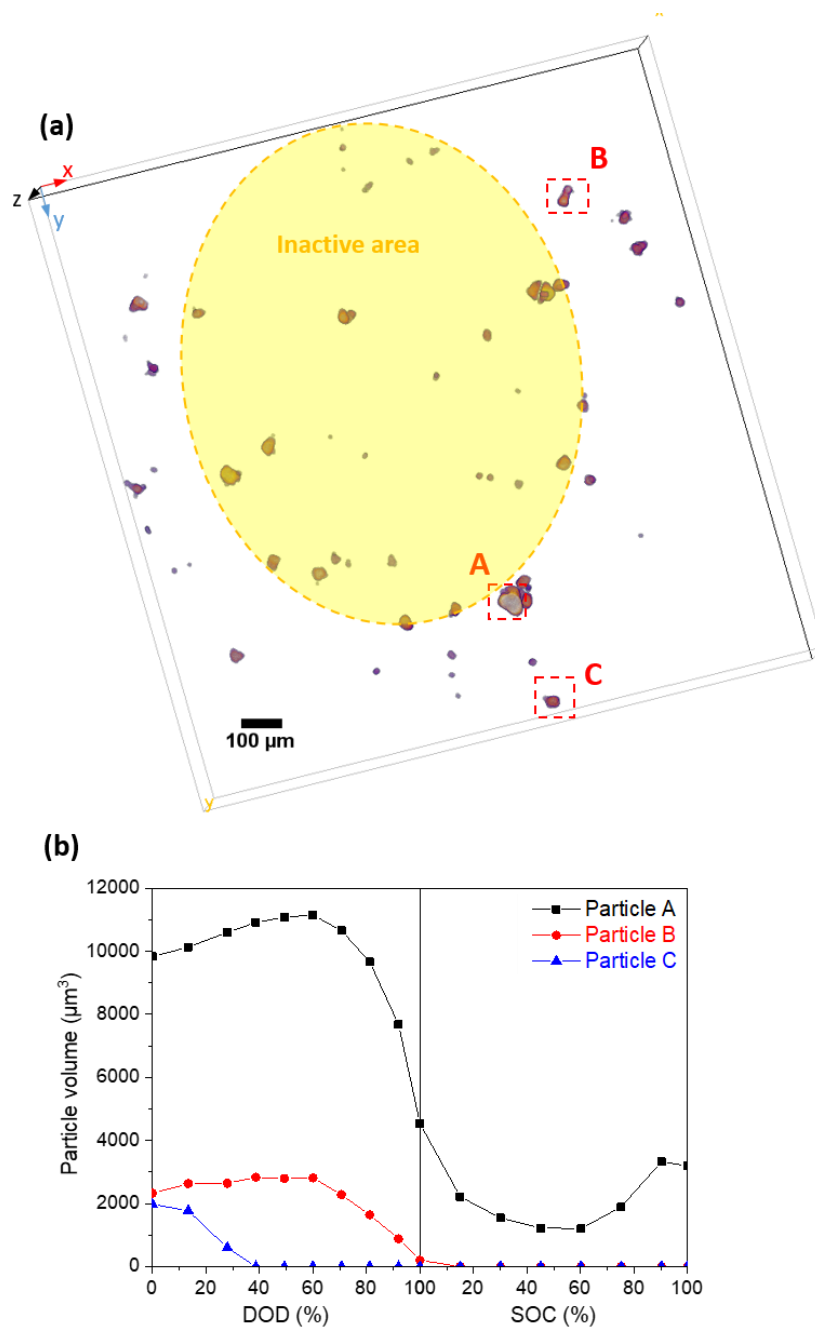 (a)
x
z
y
B
Inactive area
A
C
100 µm
y
(b)
Particle volume (µm³)
12000
10000
8000
6000
4000
2000
0
Particle A
Particle B
Particle C
0 20 40 60 80 100 20 40 60 80 100
DOD (%) SOC (%)